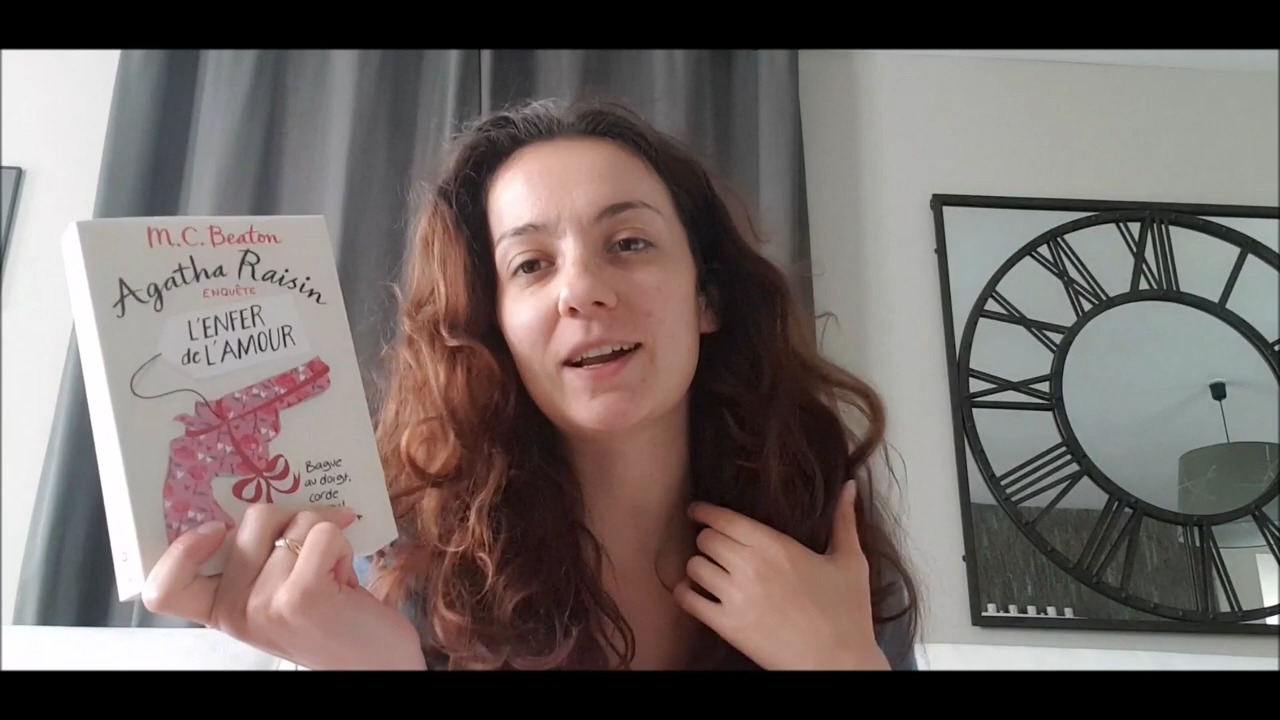 M.C. Beaton
Agatha Raisin
ENQUÊTE
L'ENFER
de L'AMOUR
Bague
au doigt,
corde